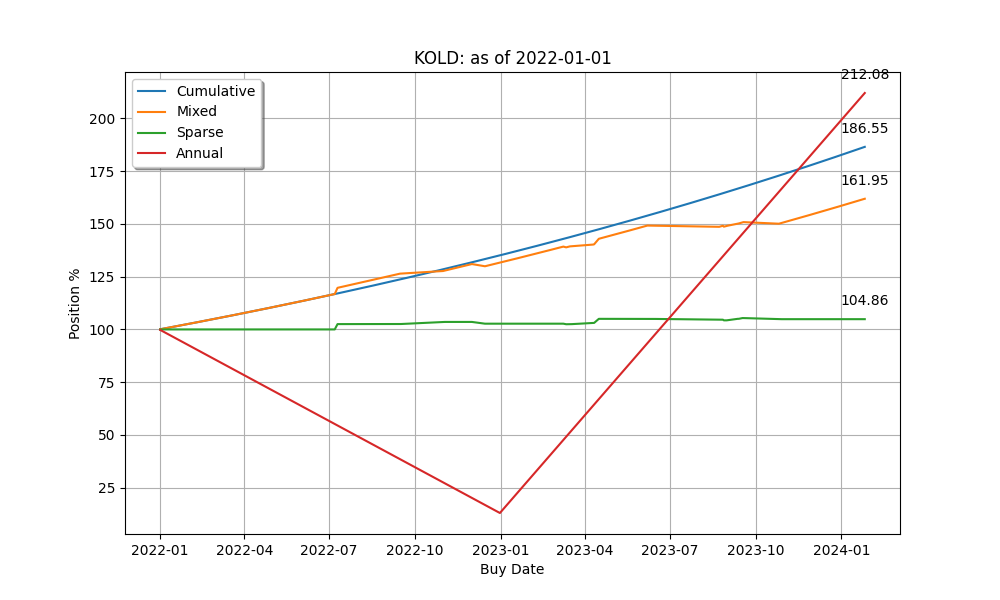 KOLD: as of 2022-01-01
Cumulative
Mixed
Sparse
Annual
212.08
186.55
161.95
104.86
Position %
200
175
150
125
100
75
50
25
2022-01 2022-04 2022-07 2022-10 2023-01 2023-04 2023-07 2023-10 2024-01
Buy Date